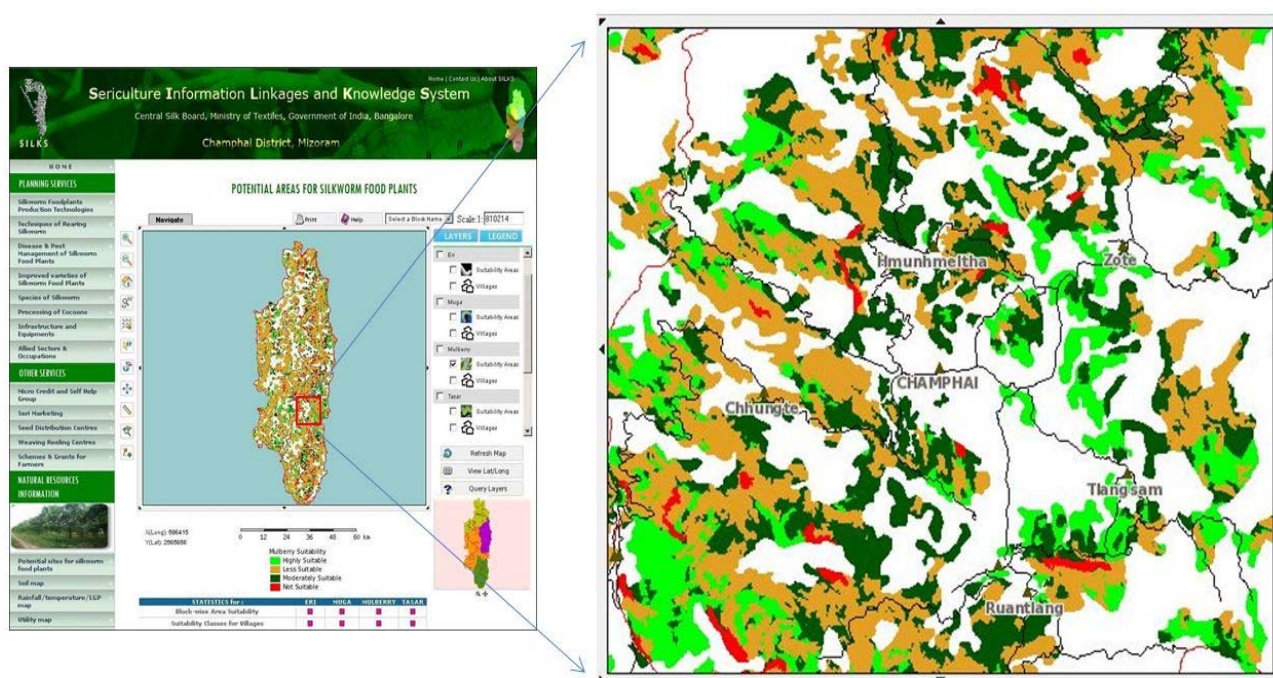 Home | Contact Us | About SILKS
Sericulture Information Linkages and Knowledge System
Central Silk Board, Ministry of Textiles, Government of India, Bangalore
SILKS
Champhai District, Mizoram
HOME
PLANNING SERVICES
Silkworm Foodplants
Production Technologies
Techniques of Rearing
Silkworm
Disease & Pest
Management of Silkworm
Food Plants
Improved varieties of
Silkworm Food Plants
Species of Silkworm
Processing of Cocoons
Infrastructure and
Equipments
Allied Sectors &
Occupations
OTHER SERVICES
Micro Credit and Self Help
Group
Seri Marketing
Seed Distribution Centres
Weaving Reeling Centres
Schemes & Grants for
Farmers
NATURAL RESOURCES
INFORMATION
Potential sites for silkworm
food plants
Soil map
Rainfall/temperature/LGP
map
Utility map
POTENTIAL AREAS FOR SILKWORM FOOD PLANTS
Navigate
Print
Help
Select a Block Name
Scale 1: 810214
LAYERS
LEGEND
Eri
Suitability Areas
Villages
Muga
Suitability Areas
Villages
Mulberry
Suitability Areas
Villages
Tasar
Suitability Areas
Villages
Refresh Map
View Lat/Long
Query Layers
X(Long):
Y(Lat):
0 12 24 36 48 60 km
Mulberry Suitability
Highly Suitable
Less Suitable
Moderately Suitable
Not Suitable
STATISTICS for : ERI MUGA MULBERRY TASAR
Block-wise Area Suitability
Suitability Classes for Villages
Hmunhmeltha
Zote
CHAMPHAI
Chhungte
Tlangsam
Ruantlang